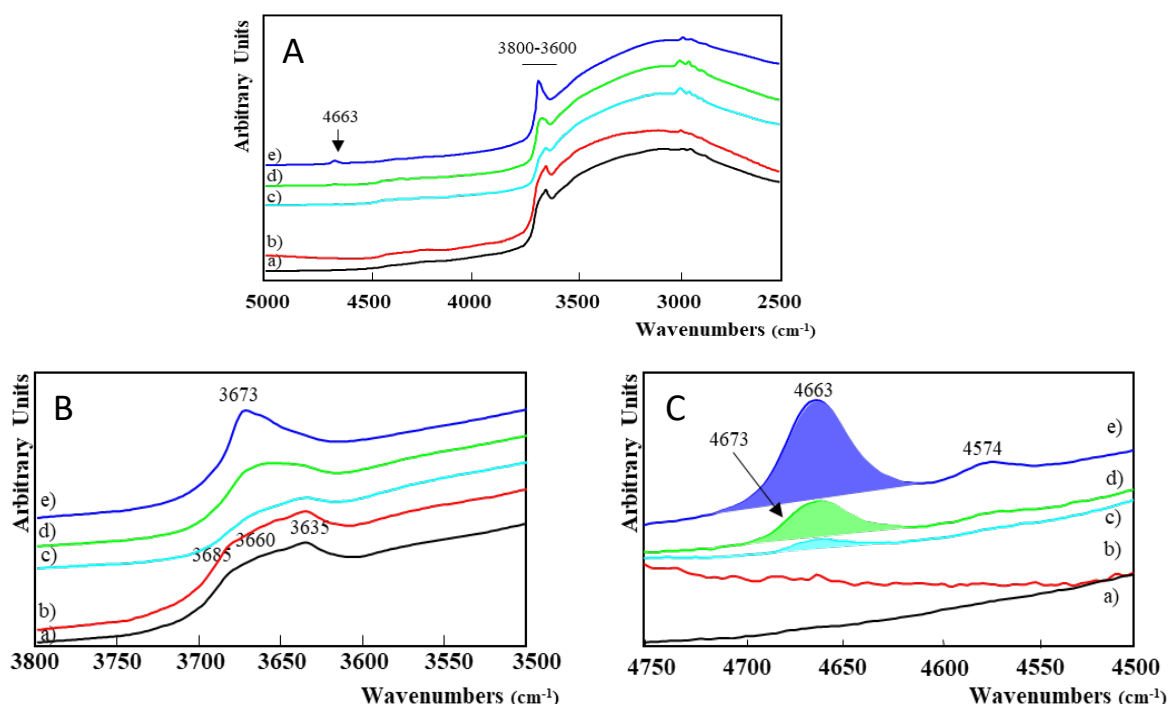 A
Arbitrary Units
3800-3600
4663
e)
d)
c)
b)
a)
5000
4500
4000
3500
3000
2500
Wavenumbers (cm-1)
B
Arbitrary Units
3673
e)
d)
c)
3685
3660
3635
b)
a)
3800
3750
3700
3650
3600
3550
3500
Wavenumbers (cm-1)
C
Arbitrary Units
4663
4673
4574
e)
d)
c)
b)
a)
4750
4700
4650
4600
4550
4500
Wavenumbers (cm-1)